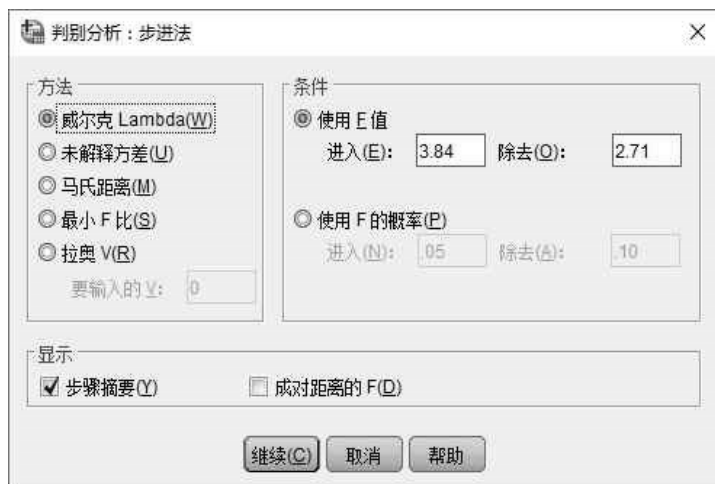 判别分析：步进法
方法
威尔克 Lambda(W)
未解释方差(U)
马氏距离(M)
最小 F 比(S)
拉奥 V(R)
要输入的 V: 0
条件
使用 F 值
进入(E): 3.84 除去(O): 2.71
使用 F 的概率(P)
进入(N): .05 除去(A): .10
显示
步骤摘要(Y) 成对距离的 F(D)
继续(C) 取消 帮助